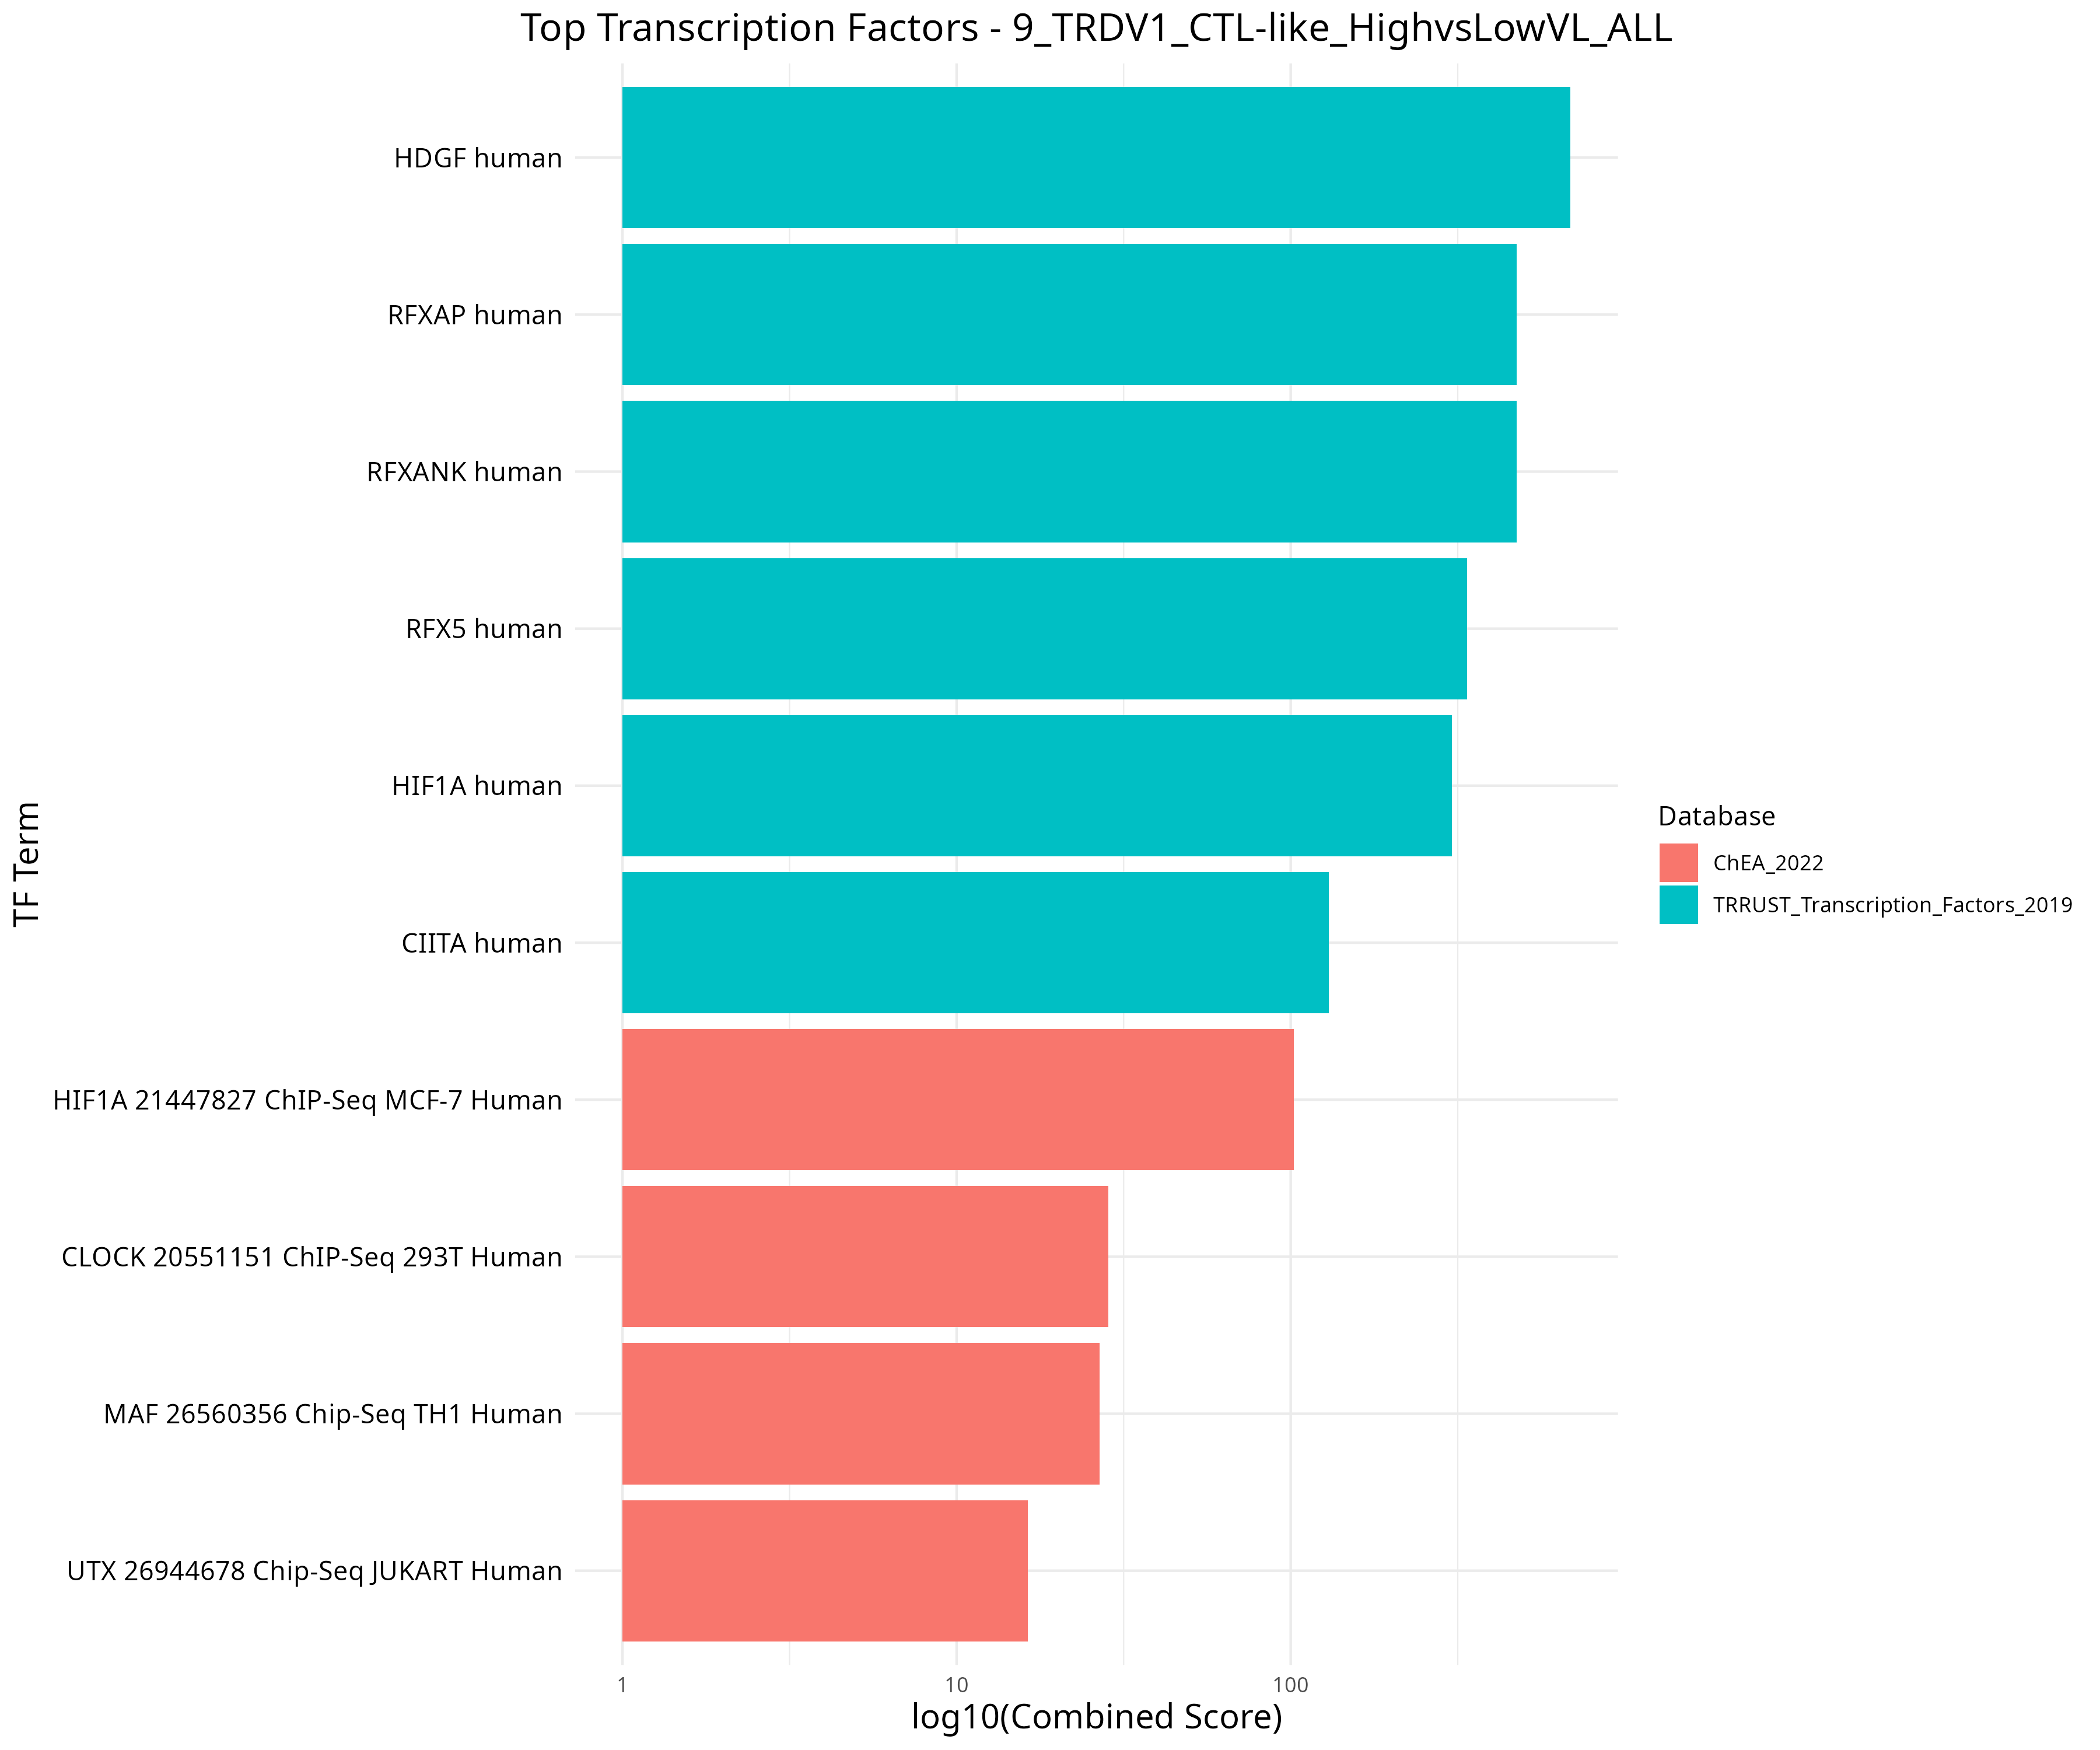 Top Transcription Factors - 9_TRDV1_CTL-like_HighvsLowVL_ALL
TF Term
HDGF human
RFXAP human
RFXANK human
RFX5 human
HIF1A human
CIITA human
HIF1A 21447827 ChIP-Seq MCF-7 Human
CLOCK 20551151 ChIP-Seq 293T Human
MAF 26560356 Chip-Seq TH1 Human
UTX 26944678 Chip-Seq JUKART Human
1 10 100
log10(Combined Score)
Database
ChEA_2022
TRRUST_Transcription_Factors_2019